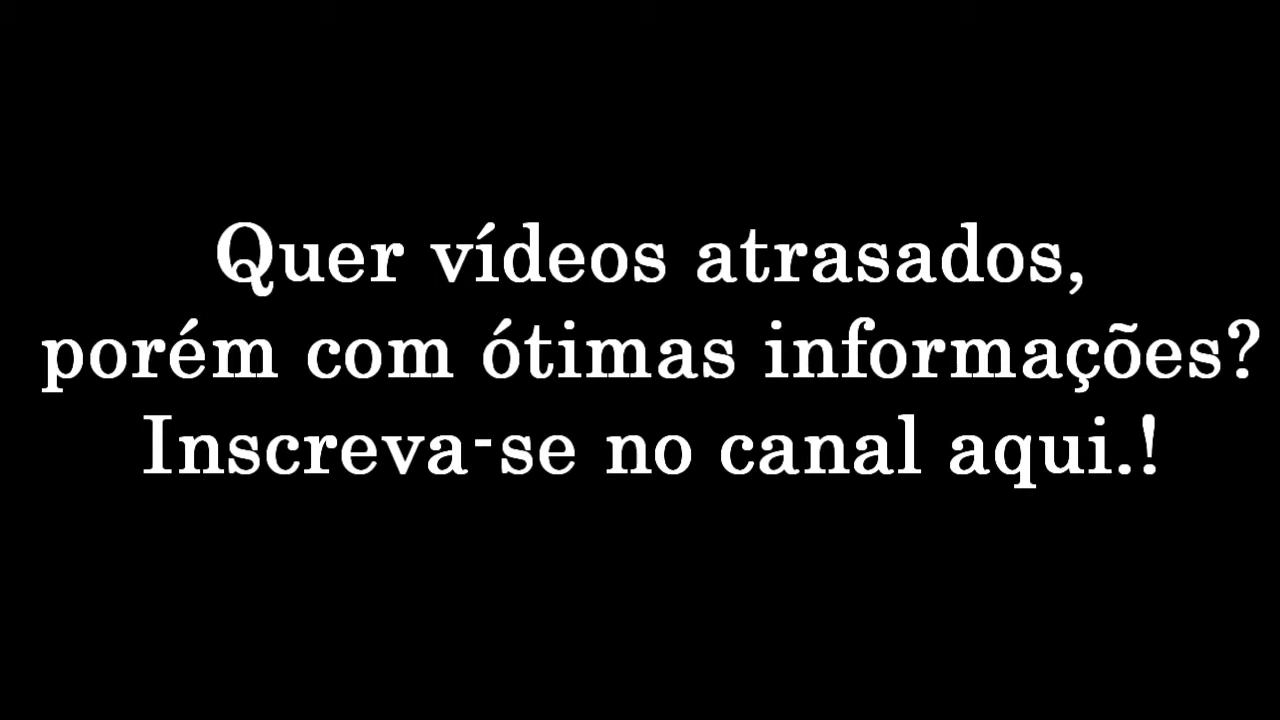 Quer vídeos atrasados,
porém com ótimas informações?
Inscreva-se no canal aqui.!